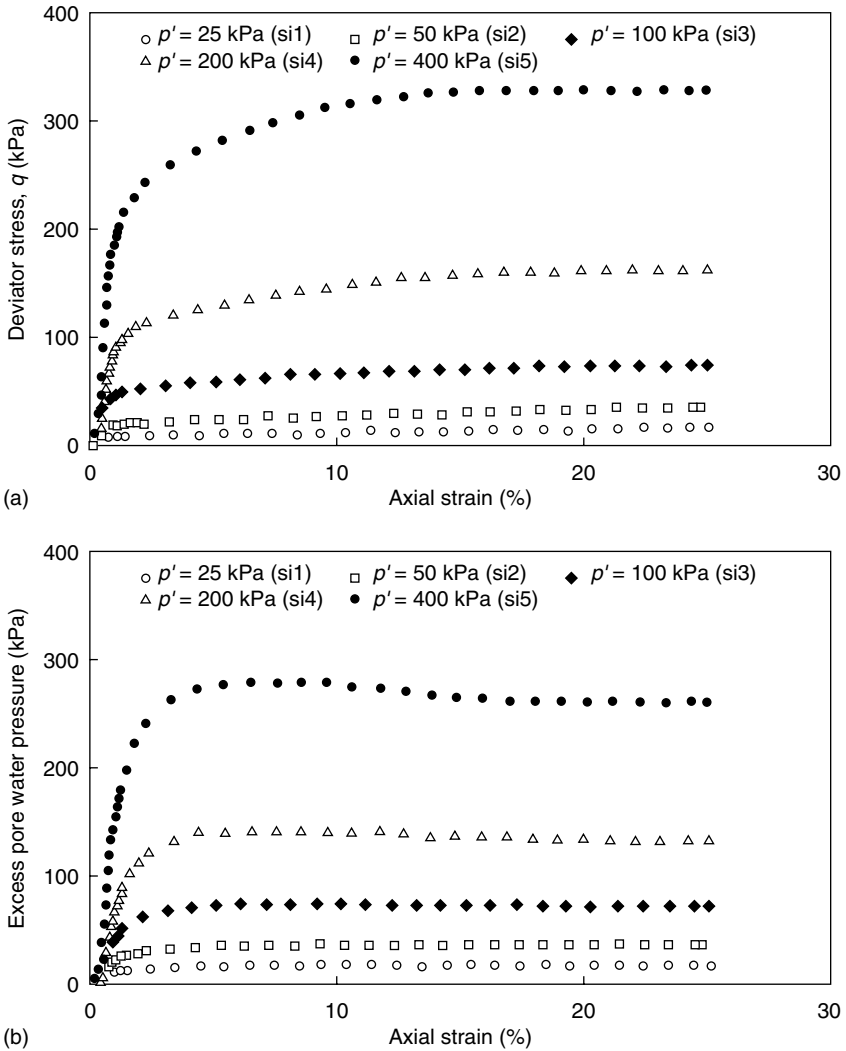 400
p′ = 25 kPa (si1) p′ = 50 kPa (si2) p′ = 100 kPa (si3)
p′ = 200 kPa (si4) p′ = 400 kPa (si5)
300
200
100
0
Deviator stress, q (kPa)
0 10 20 30
(a) Axial strain (%)
400
p′ = 25 kPa (si1) p′ = 50 kPa (si2) p′ = 100 kPa (si3)
p′ = 200 kPa (si4) p′ = 400 kPa (si5)
300
200
100
0
Excess pore water pressure (kPa)
0 10 20 30
(b) Axial strain (%)